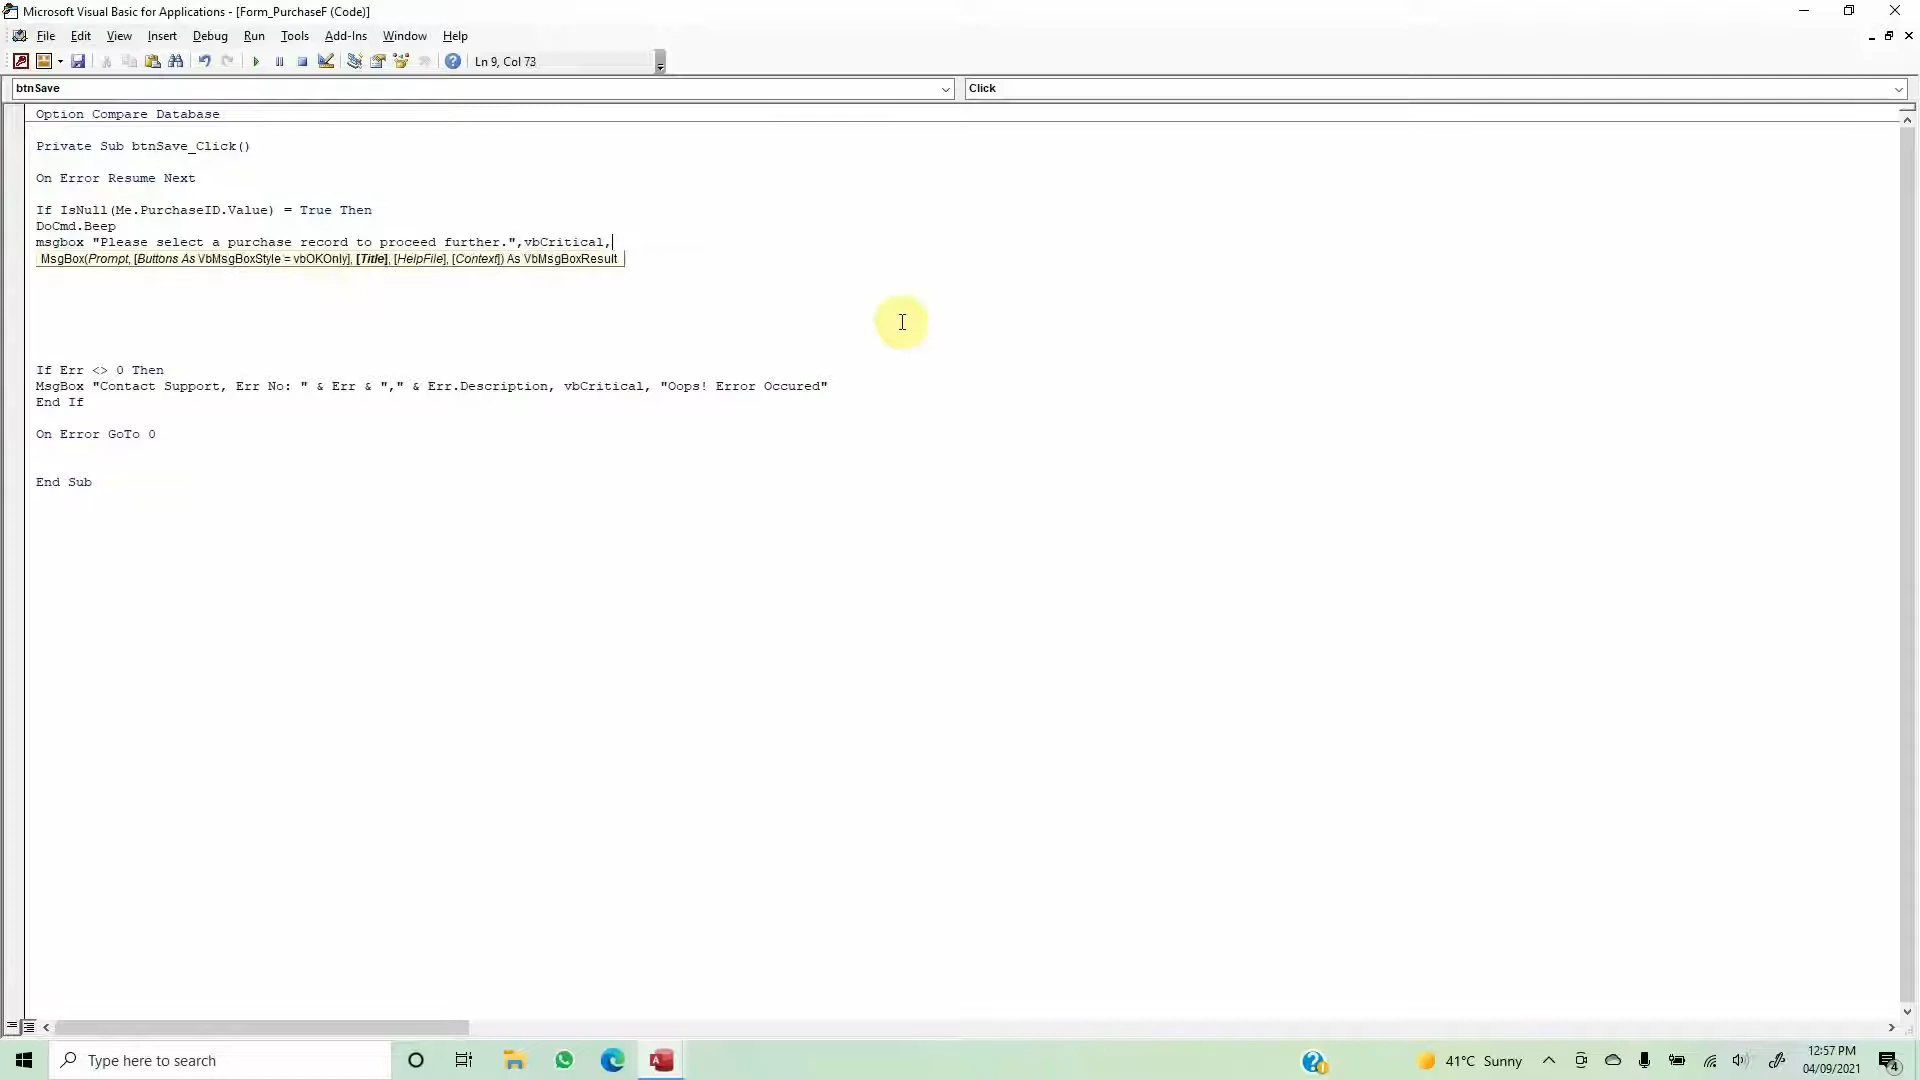 Microsoft Visual Basic for Applications - [Form_PurchaseF (Code)]
File Edit View Insert Debug Run Tools Add-Ins Window Help
Ln 9, Col 73
btnSave Click
Option Compare Database
Private Sub btnSave_Click()
On Error Resume Next
If IsNull(Me.PurchaseID.Value) = True Then
DoCmd.Beep
msgbox "Please select a purchase record to proceed further.",vbCritical,
MsgBox(Prompt, [Buttons As VbMsgBoxStyle = vbOKOnly], [Title], [HelpFile], [Context]) As VbMsgBoxResult
If Err <> 0 Then
MsgBox "Contact Support, Err No: " & Err & "," & Err.Description, vbCritical, "Oops! Error Occured"
End If
On Error GoTo 0
End Sub
Type here to search
41°C Sunny
12:57 PM
04/09/2021
4